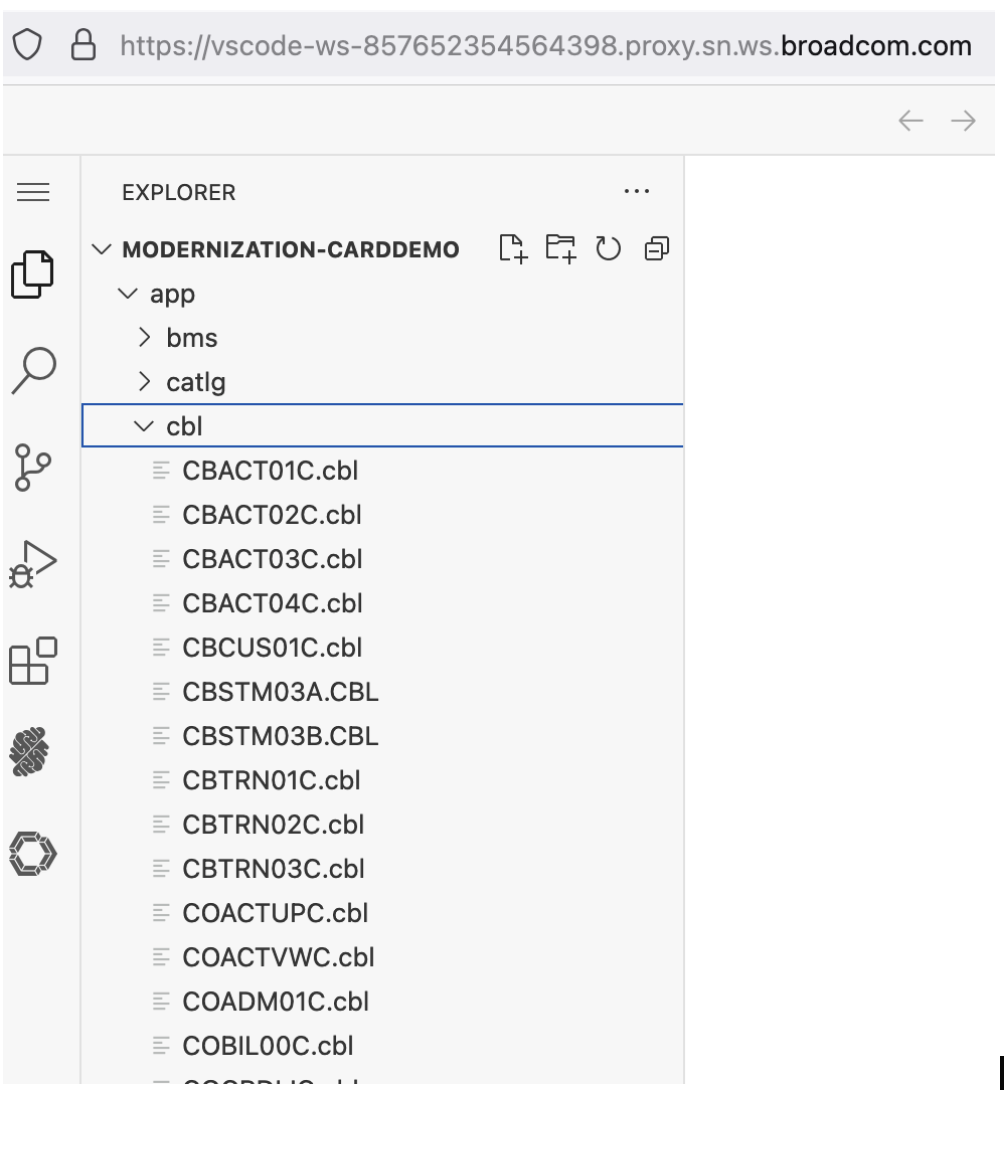 https://vscode-ws-857652354564398.proxy.sn.ws.broadcom.com
EXPLORER
MODERNIZATION-CARDDEMO
app
bms
catlg
cbl
CBACT01C.cbl
CBACT02C.cbl
CBACT03C.cbl
CBACT04C.cbl
CBCUS01C.cbl
CBSTM03A.CBL
CBSTM03B.CBL
CBTRN01C.cbl
CBTRN02C.cbl
CBTRN03C.cbl
COACTUPC.cbl
COACTVWC.cbl
COADM01C.cbl
COBIL00C.cbl